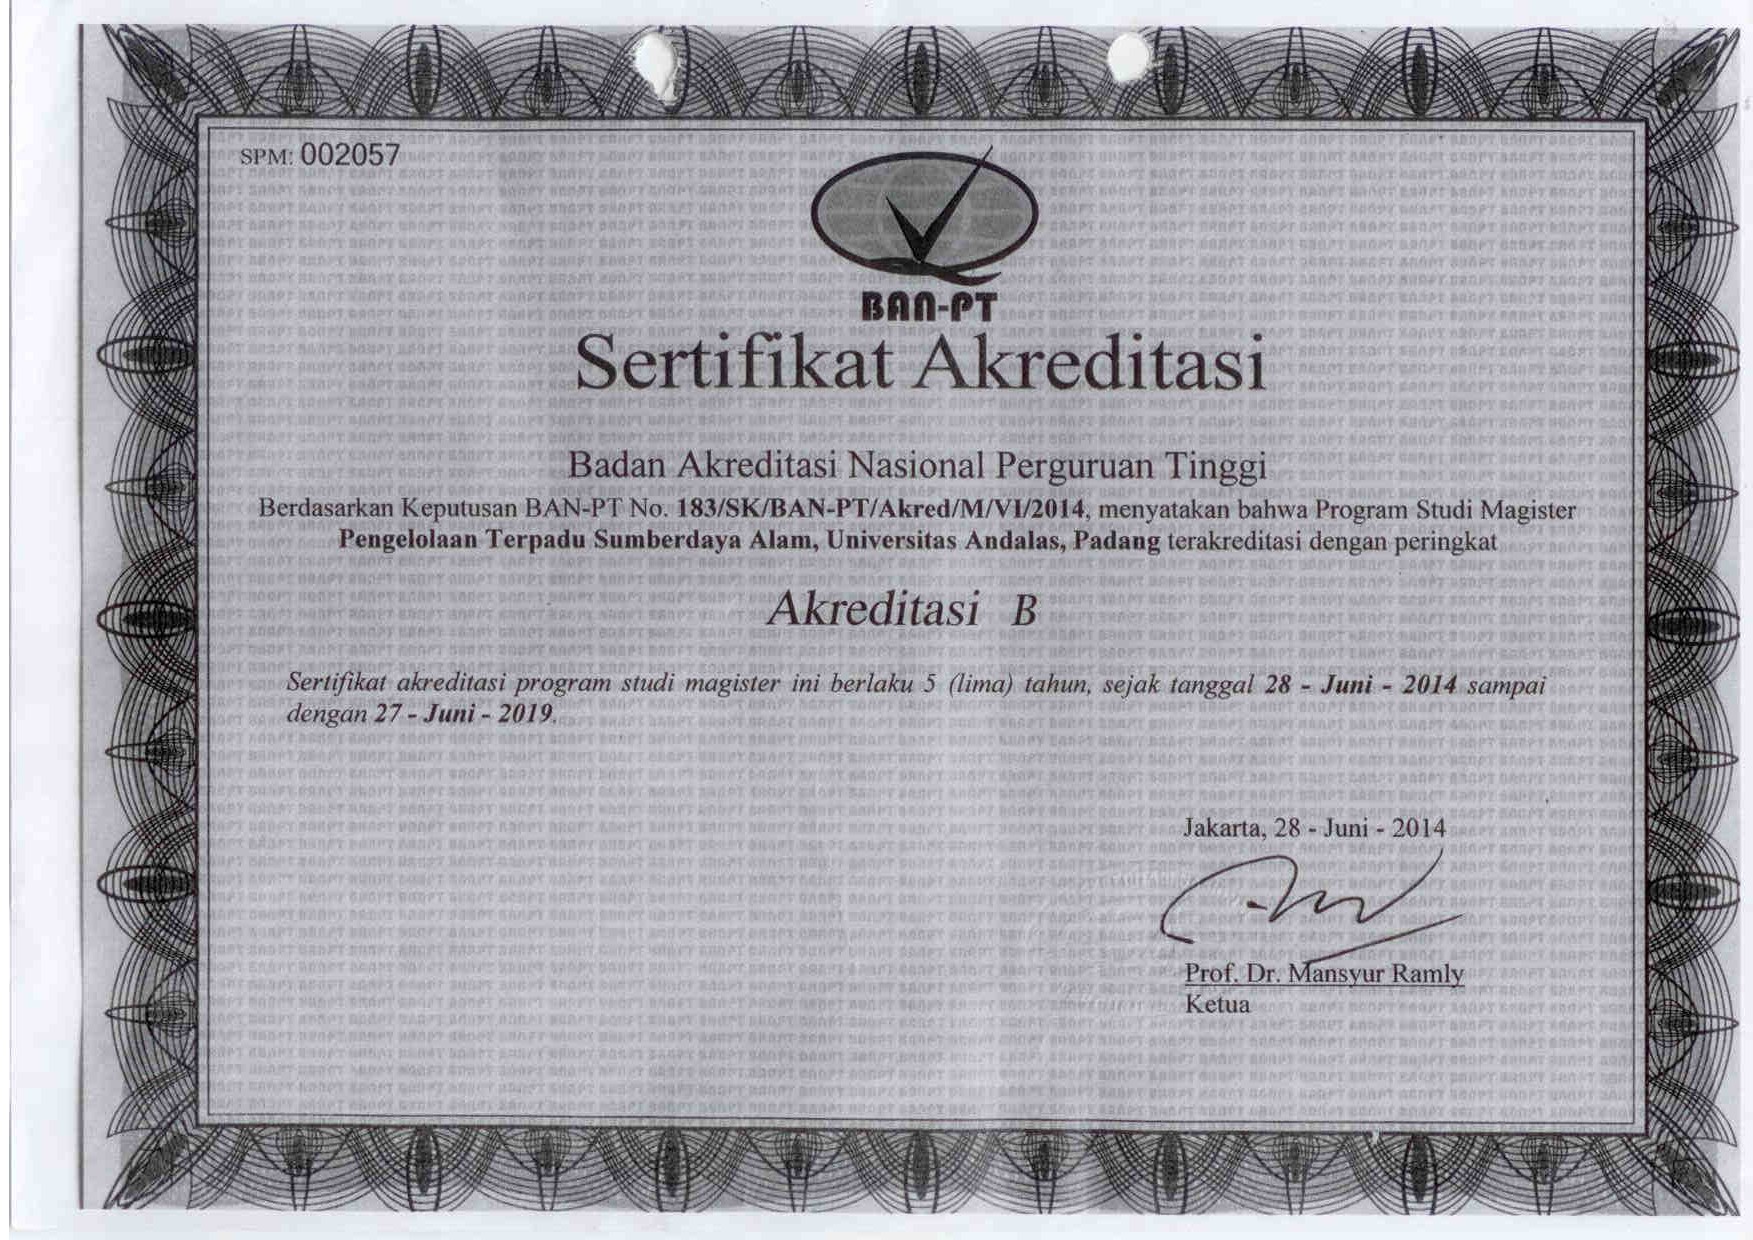 SPM: 002057
BAN-PT
Sertifikat Akreditasi
Badan Akreditasi Nasional Perguruan Tinggi
Berdasarkan Keputusan BAN-PT No. 183/SK/BAN-PT/Akred/M/VI/2014, menyatakan bahwa Program Studi Magister
Pengelolaan Terpadu Sumberdaya Alam, Universitas Andalas, Padang terakreditasi dengan peringkat
Akreditasi B
Sertifikat akreditasi program studi magister ini berlaku 5 (lima) tahun, sejak tanggal 28 - Juni - 2014 sampai
dengan 27 - Juni - 2019.
Jakarta, 28 - Juni - 2014
Prof. Dr. Mansyur Ramly
Ketua